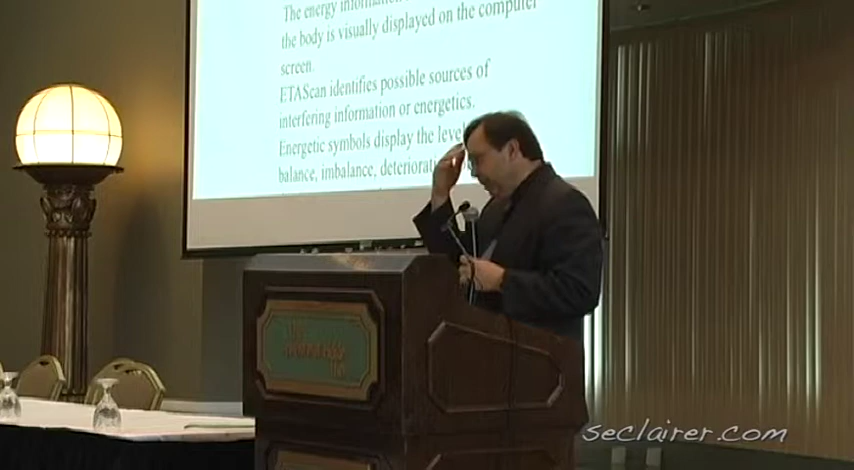 The energy information
the body is visually displayed on the computer
screen.
ETAScan identifies possible sources of
interfering information or energetics.
Energetic symbols display the level
balance, imbalance, deterioration
seclairer.com